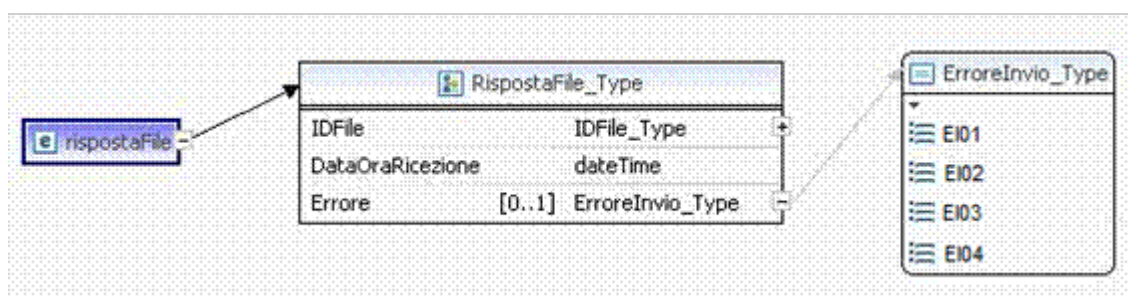 e rispostaFile
RispostaFile_Type
IDFile IDFile_Type
DataOraRicezione dateTime
Errore [0..1] ErroreInvio_Type
ErroreInvio_Type
EI01
EI02
EI03
EI04